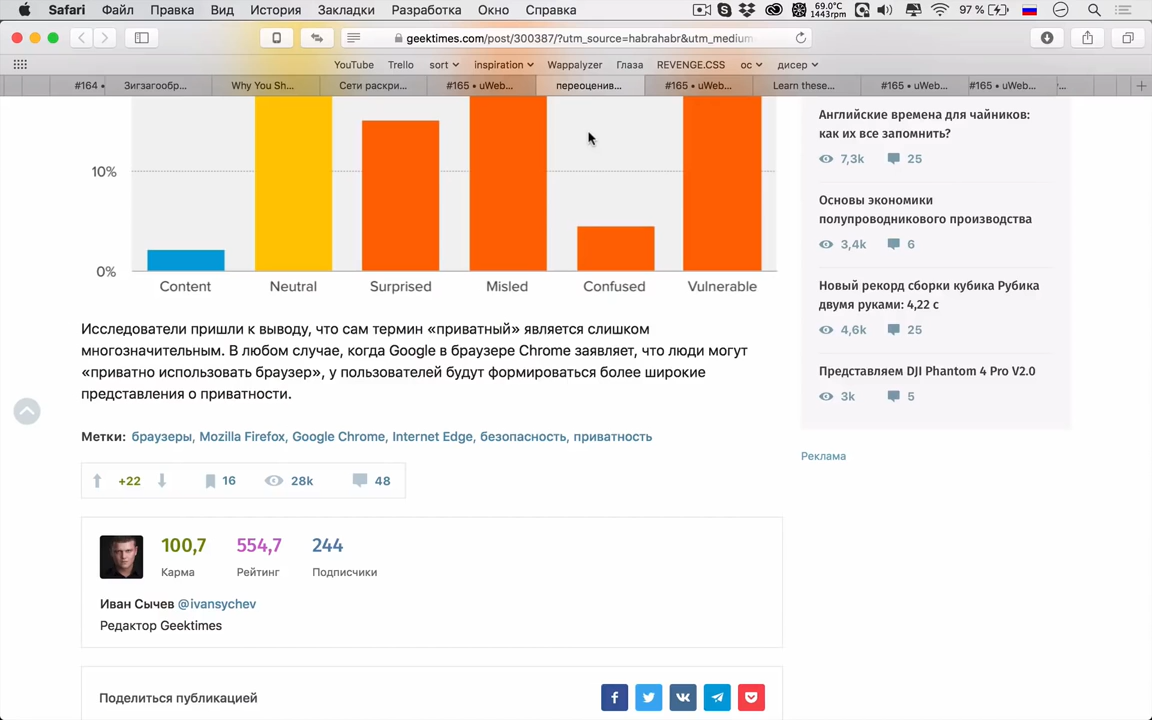 Safari Файл Правка Вид История Закладки Разработка Окно Справка 69.0°C 1443rpm 97 %
geektimes.com/post/300387/?utm_source=habrahabr&utm_medium
YouTube Trello sort inspiration Wappalyzer Глаза REVENGE.CSS ос дисер
#164 • Зигзагообр... Why You Sh... Сети раскри... #165 • uWeb... переоценив... #165 • uWeb... Learn these... #165 • uWeb... #165 • uWeb...
10%
0%
Content Neutral Surprised Misled Confused Vulnerable
Исследователи пришли к выводу, что сам термин «приватный» является слишком
многозначительным. В любом случае, когда Google в браузере Chrome заявляет, что люди могут
«приватно использовать браузер», у пользователей будут формироваться более широкие
представления о приватности.
Метки: браузеры, Mozilla Firefox, Google Chrome, Internet Edge, безопасность, приватность
+22 16 28k 48
100,7 554,7 244
Карма Рейтинг Подписчики
Иван Сычев @ivansychev
Редактор Geektimes
Поделиться публикацией
Английские времена для чайников:
как их все запомнить?
7,3k 25
Основы экономики
полупроводникового производства
3,4k 6
Новый рекорд сборки кубика Рубика
двумя руками: 4,22 с
4,6k 25
Представляем DJI Phantom 4 Pro V2.0
3k 5
Реклама